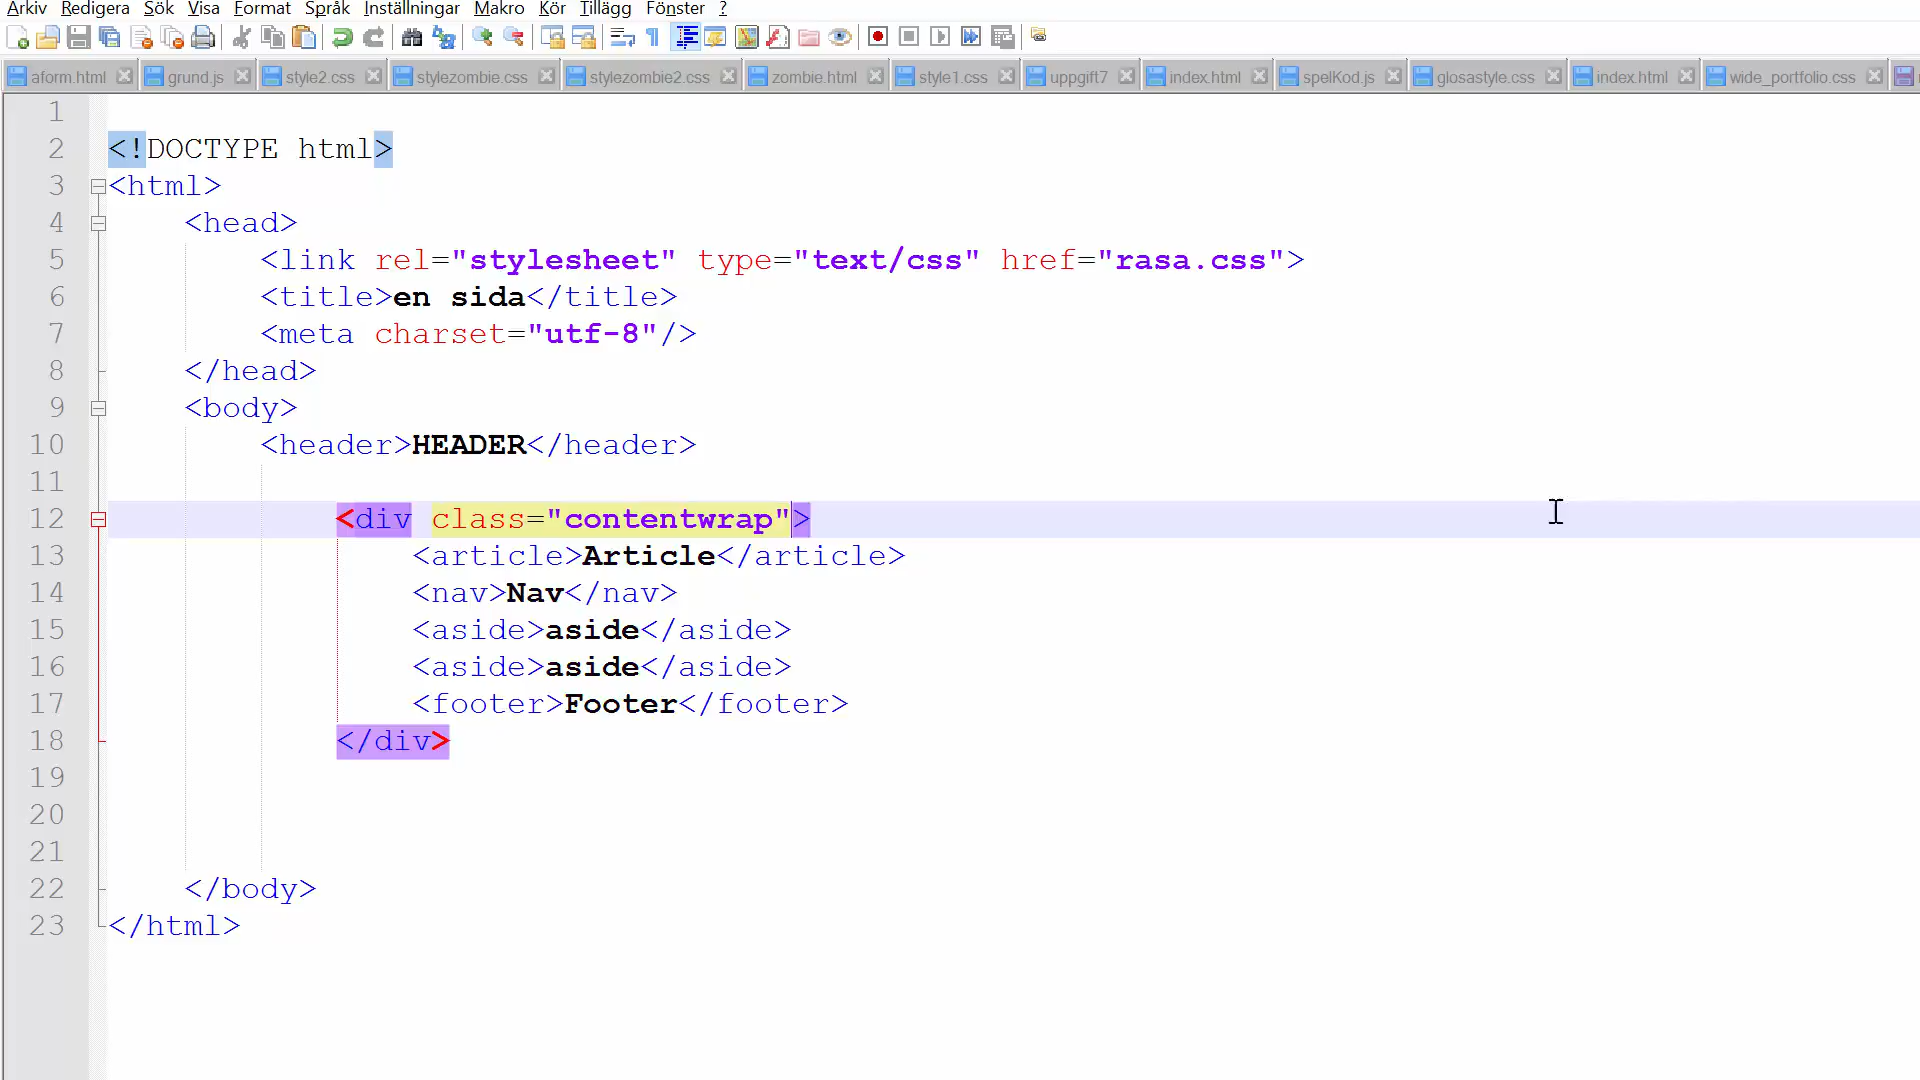 Arkiv Redigera Sök Visa Format Språk Inställningar Makro Kör Tillägg Fönster ?
aform.html grund.js style2.css stylezombie.css stylezombie2.css zombie.html style1.css uppgift7 index.html spelKod.js glosastyle.css index.html wide_portfolio.css
1
2 <!DOCTYPE html>
3 <html>
4 <head>
5 <link rel="stylesheet" type="text/css" href="rasa.css">
6 <title>en sida</title>
7 <meta charset="utf-8"/>
8 </head>
9 <body>
10 <header>HEADER</header>
11
12 <div class="contentwrap">
13 <article>Article</article>
14 <nav>Nav</nav>
15 <aside>aside</aside>
16 <aside>aside</aside>
17 <footer>Footer</footer>
18 </div>
19
20
21
22 </body>
23 </html>